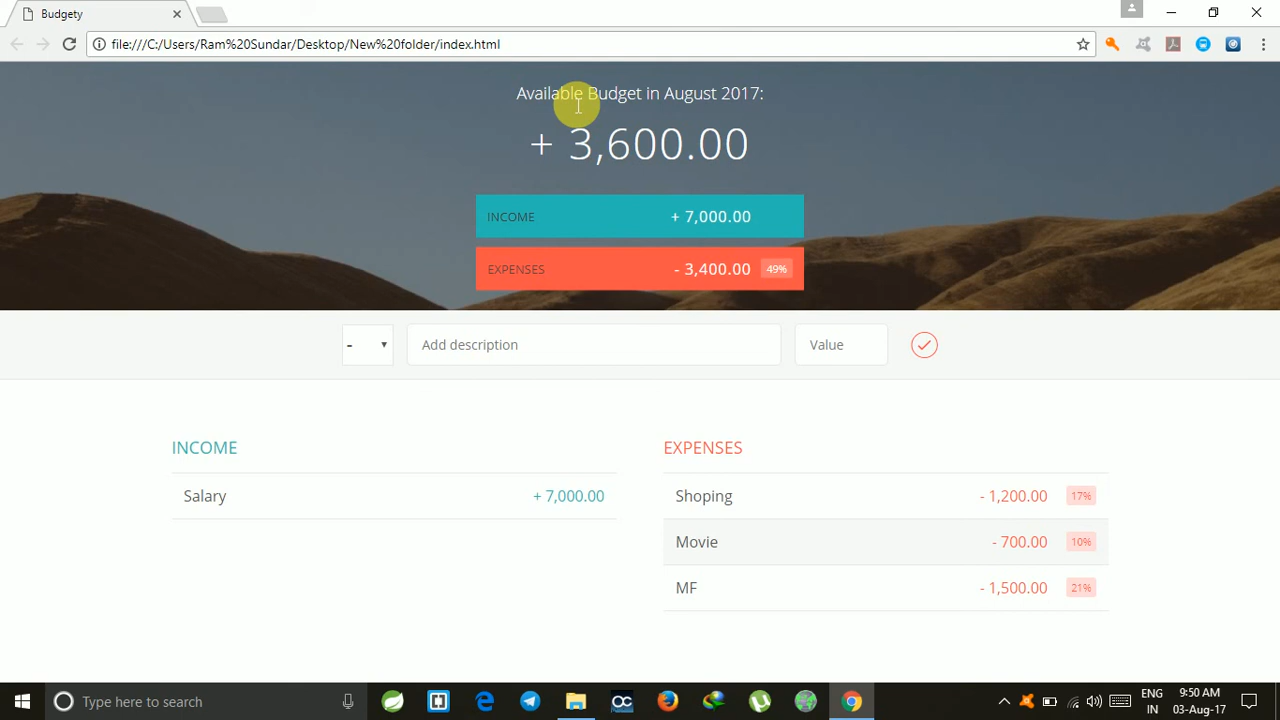 Budgety
file:///C:/Users/Ram%20Sundar/Desktop/New%20folder/index.html
Available Budget in August 2017:
+ 3,600.00
INCOME + 7,000.00
EXPENSES - 3,400.00 49%
- Add description Value
INCOME
Salary + 7,000.00
EXPENSES
Shoping - 1,200.00 17%
Movie - 700.00 10%
MF - 1,500.00 21%
Type here to search
ENG 9:50 AM
IN 03-Aug-17